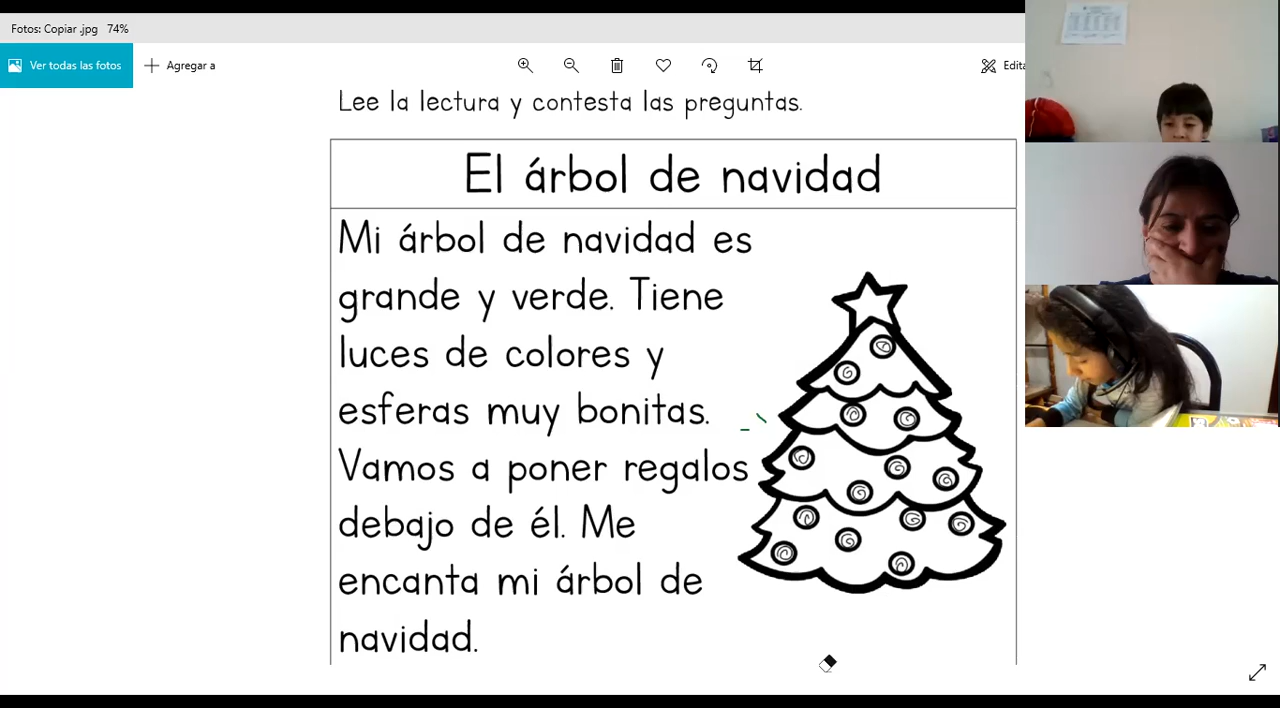 Fotos: Copiar .jpg 74%
Ver todas las fotos
Agregar a
Lee la lectura y contesta las preguntas.
El árbol de navidad
Mi árbol de navidad es
grande y verde. Tiene
luces de colores y
esferas muy bonitas.
Vamos a poner regalos
debajo de él. Me
encanta mi árbol de
navidad.